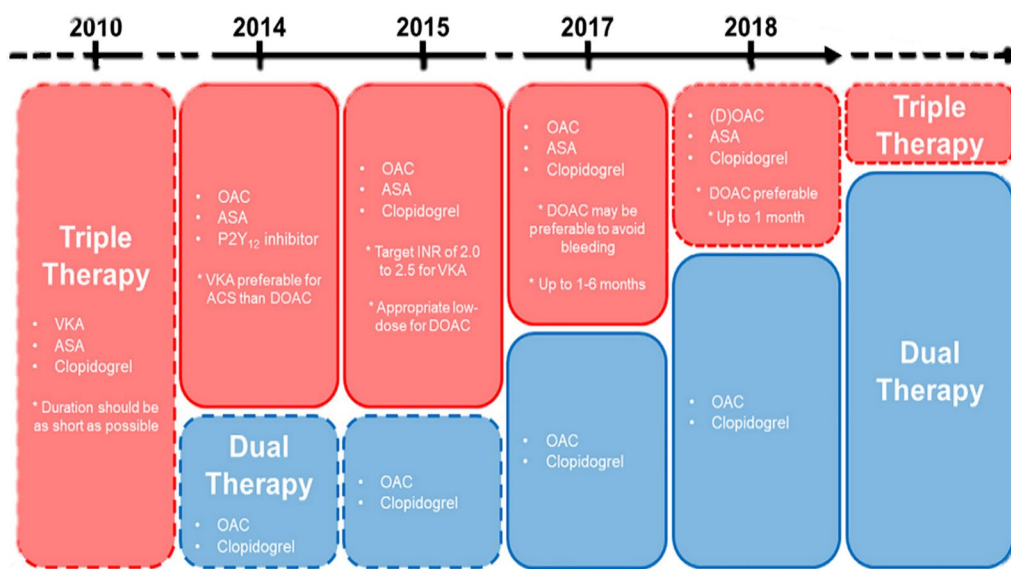 2010
2014
2015
2017
2018
Triple
Therapy
• VKA
• ASA
• Clopidogrel
* Duration should be
as short as possible
• OAC
• ASA
• P2Y₁₂ inhibitor
* VKA preferable for
ACS than DOAC
Dual
Therapy
• OAC
• Clopidogrel
• OAC
• ASA
• Clopidogrel
* Target INR of 2.0
to 2.5 for VKA
* Appropriate low-
dose for DOAC
• OAC
• Clopidogrel
• OAC
• ASA
• Clopidogrel
* DOAC may be
preferable to avoid
bleeding
* Up to 1-6 months
• OAC
• Clopidogrel
• (D)OAC
• ASA
• Clopidogrel
* DOAC preferable
* Up to 1 month
• OAC
• Clopidogrel
Triple
Therapy
Dual
Therapy